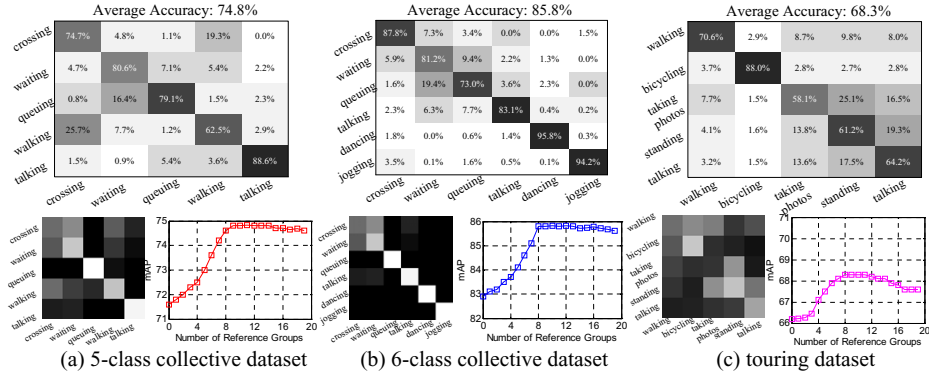 Average Accuracy: 74.8%
crossing 74.7% 4.8% 1.1% 19.3% 0.0%
waiting 4.7% 80.6% 7.1% 5.4% 2.2%
queuing 0.8% 16.4% 79.1% 1.5% 2.3%
walking 25.7% 7.7% 1.2% 62.5% 2.9%
talking 1.5% 0.9% 5.4% 3.6% 88.6%
crossing waiting queuing walking talking
Average Accuracy: 85.8%
crossing 87.8% 7.3% 3.4% 0.0% 0.0% 1.5%
waiting 5.9% 81.2% 9.4% 2.2% 1.3% 0.0%
queuing 1.6% 19.4% 73.0% 3.6% 2.3% 0.0%
talking 2.3% 6.3% 7.7% 83.1% 0.4% 0.2%
dancing 1.8% 0.0% 0.6% 1.4% 95.8% 0.3%
jogging 3.5% 0.1% 1.6% 0.5% 0.1% 94.2%
crossing waiting queuing talking dancing jogging
Average Accuracy: 68.3%
walking 70.6% 2.9% 8.7% 9.8% 8.0%
bicycling 3.7% 88.0% 2.8% 2.7% 2.8%
taking photos 7.7% 1.5% 58.1% 25.1% 16.5%
standing 4.1% 1.6% 13.8% 61.2% 19.3%
talking 3.2% 1.5% 13.6% 17.5% 64.2%
walking bicycling taking photos standing talking
crossing
waiting
queuing
walking
talking
crossing waiting queuing walking talking
mAP
75
74
73
72
71
0 4 8 12 16 20
Number of Reference Groups
crossing
waiting
queuing
talking
dancing
jogging
crossing waiting queuing talking dancing jogging
mAP
86
85
84
83
82
0 4 8 12 16 20
Number of Reference Groups
walking
bicycling
taking photos
standing
talking
walking bicycling taking photos standing talking
mAP
71
70
68
66
65
0 4 8 12 16 20
Number of Reference Groups
(a) 5-class collective dataset
(b) 6-class collective dataset
(c) touring dataset